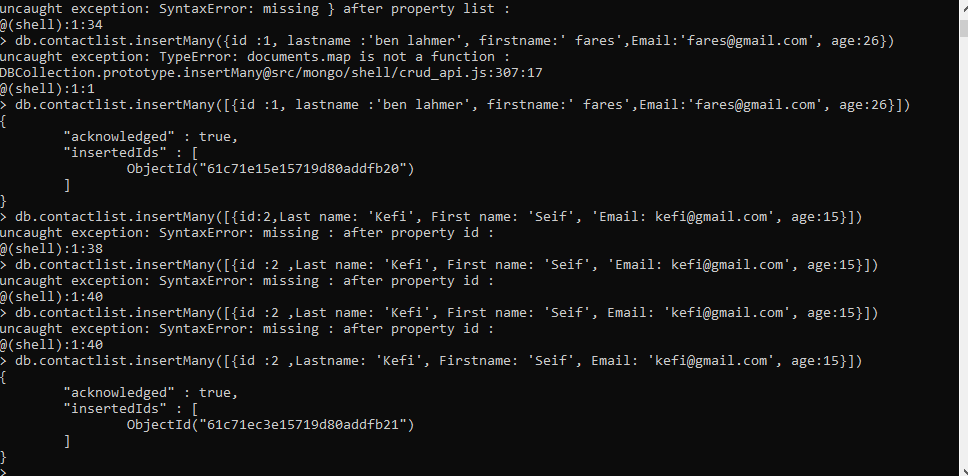 uncaught exception: SyntaxError: missing } after property list :
@(shell):1:34
> db.contactlist.insertMany({id :1, lastname :'ben lahmer', firstname:' fares',Email:'fares@gmail.com', age:26})
uncaught exception: TypeError: documents.map is not a function :
DBCollection.prototype.insertMany@src/mongo/shell/crud_api.js:307:17
@(shell):1:1
> db.contactlist.insertMany([{id :1, lastname :'ben lahmer', firstname:' fares',Email:'fares@gmail.com', age:26}])
{
        "acknowledged" : true,
        "insertedIds" : [
                ObjectId("61c71e15e15719d80addfb20")
        ]
}
> db.contactlist.insertMany([{id:2,Last name: 'Kefi', First name: 'Seif', 'Email: kefi@gmail.com', age:15}])
uncaught exception: SyntaxError: missing : after property id :
@(shell):1:38
> db.contactlist.insertMany([{id :2 ,Last name: 'Kefi', First name: 'Seif', 'Email: kefi@gmail.com', age:15}])
uncaught exception: SyntaxError: missing : after property id :
@(shell):1:40
> db.contactlist.insertMany([{id :2 ,Last name: 'Kefi', First name: 'Seif', Email: 'kefi@gmail.com', age:15}])
uncaught exception: SyntaxError: missing : after property id :
@(shell):1:40
> db.contactlist.insertMany([{id :2 ,Lastname: 'Kefi', Firstname: 'Seif', Email: 'kefi@gmail.com', age:15}])
{
        "acknowledged" : true,
        "insertedIds" : [
                ObjectId("61c71ec3e15719d80addfb21")
        ]
}
>